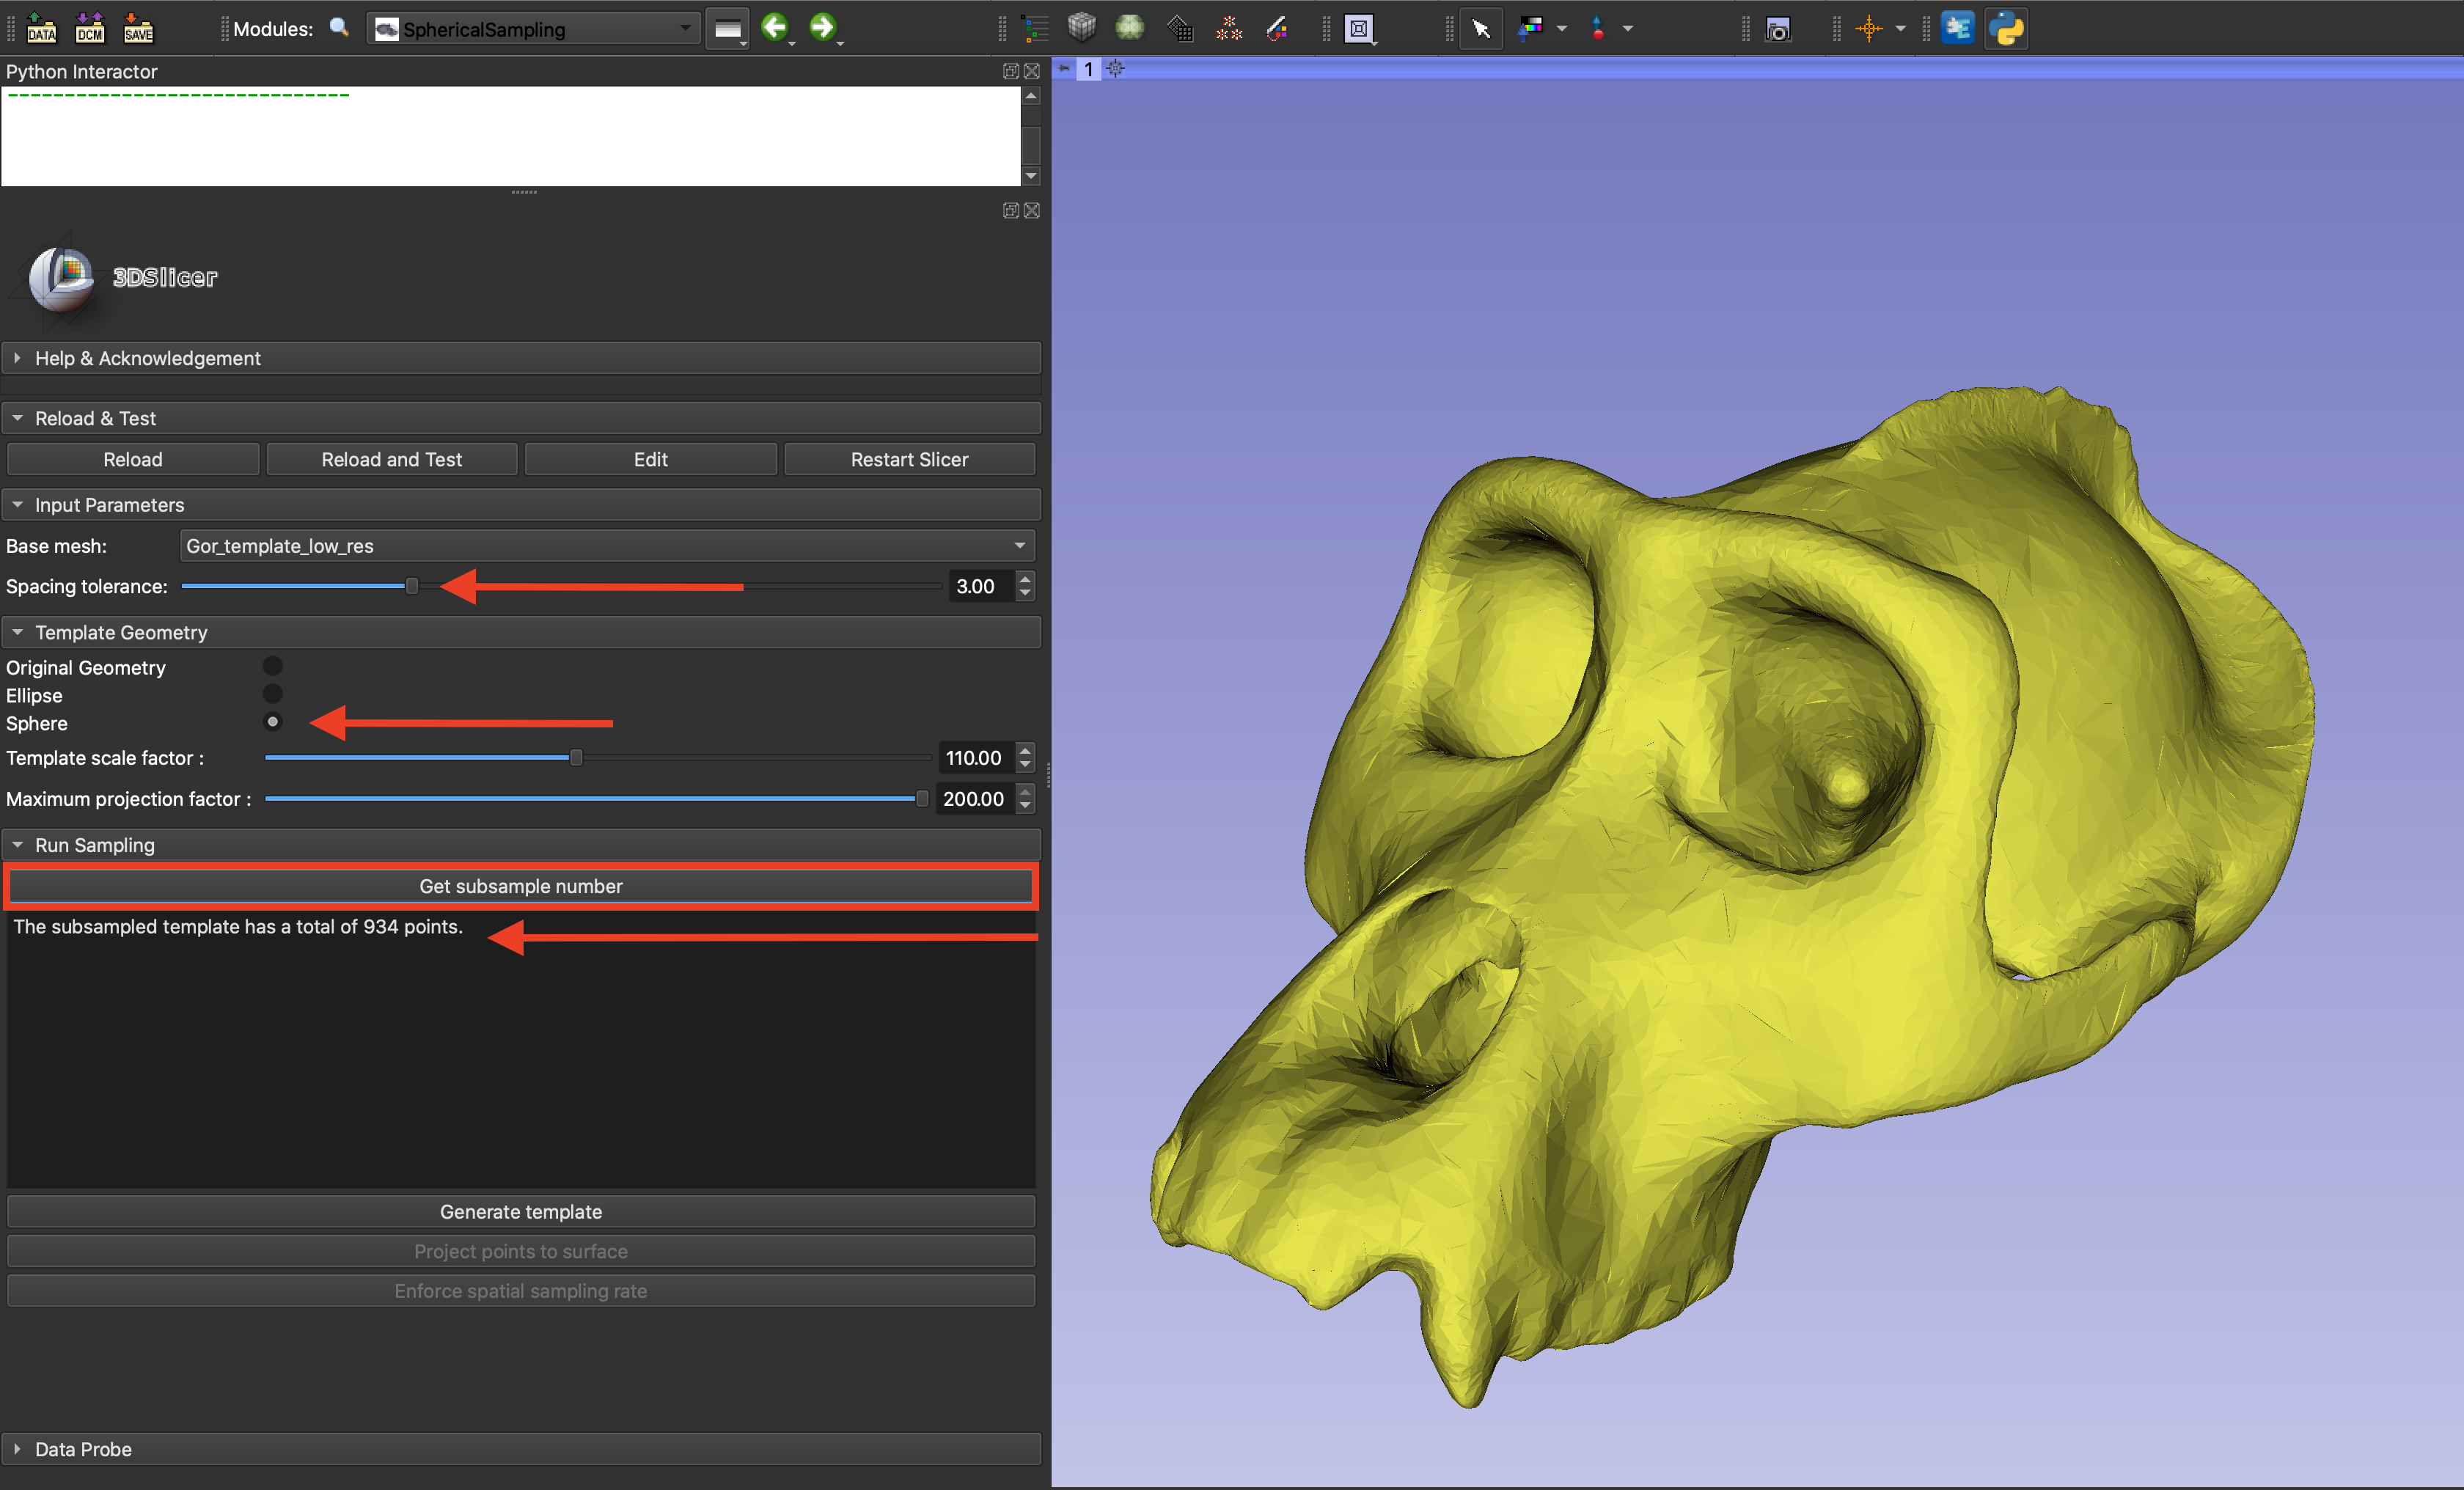 DATA DCM SAVE Modules: SphericalSampling
Python Interactor
1
3DSlicer
Help & Acknowledgement
Reload & Test
Reload Reload and Test Edit Restart Slicer
Input Parameters
Base mesh: Gor_template_low_res
Spacing tolerance: 3.00
Template Geometry
Original Geometry
Ellipse
Sphere
Template scale factor : 110.00
Maximum projection factor : 200.00
Run Sampling
Get subsample number
The subsampled template has a total of 934 points.
Generate template
Project points to surface
Enforce spatial sampling rate
Data Probe